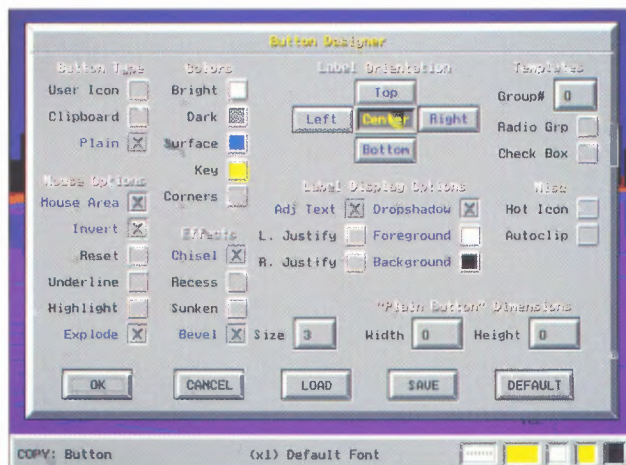 Button Designer
Button Type
User Icon
Clipboard
Plain
Mouse Options
Mouse Area
Invert
Reset
Underline
Highlight
Explode
Colors
Bright
Dark
Surface
Key
Corners
Effects
Chisel
Recess
Sunken
Bevel
Label Orientation
Top
Left Center Right
Bottom
Label Display Options
Adj Text Dropshadow
L. Justify Foreground
R. Justify Background
Templates
Group# 0
Radio Grp
Check Box
Misc
Hot Icon
Autoclip
"Plain Button" Dimensions
Size 3 Width 0 Height 0
OK CANCEL LOAD SAVE DEFAULT
COPY: Button (x1) Default Font